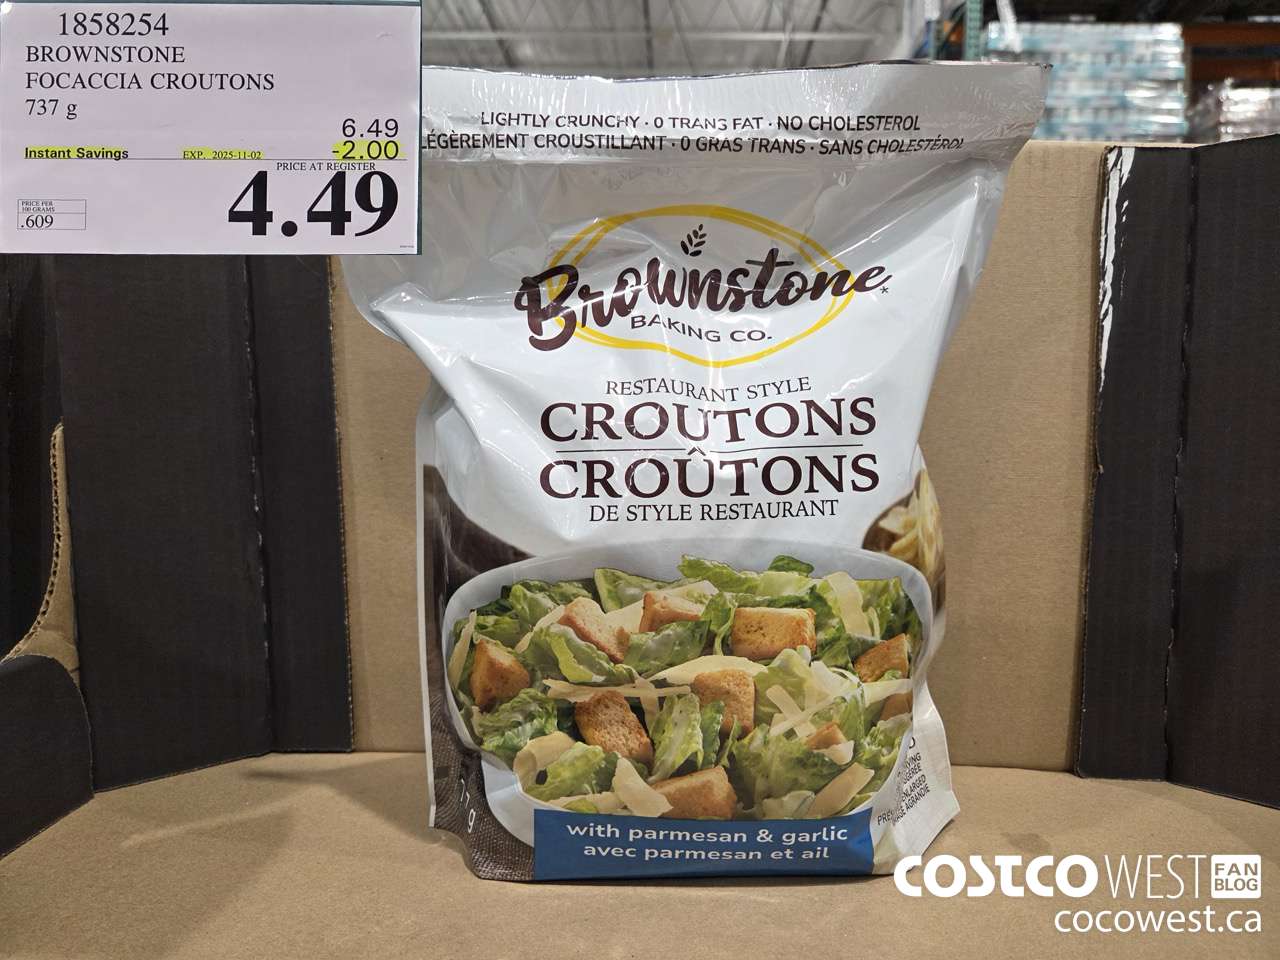 1858254
BROWNSTONE
FOCACCIA CROUTONS
737 g
6.49
Instant Savings EXP. 2025-11-02 -2.00
PRICE AT REGISTER
4.49
PRICE PER
100 GRAMS
.609
LIGHTLY CRUNCHY · 0 TRANS FAT · NO CHOLESTEROL
LÉGÈREMENT CROUSTILLANT · 0 GRAS TRANS · SANS CHOLESTÉROL
Brownstone*
BAKING CO.
RESTAURANT STYLE
CROUTONS
CROÛTONS
DE STYLE RESTAURANT
with parmesan & garlic
avec parmesan et ail
COSTCO WEST FAN BLOG
cocowest.ca